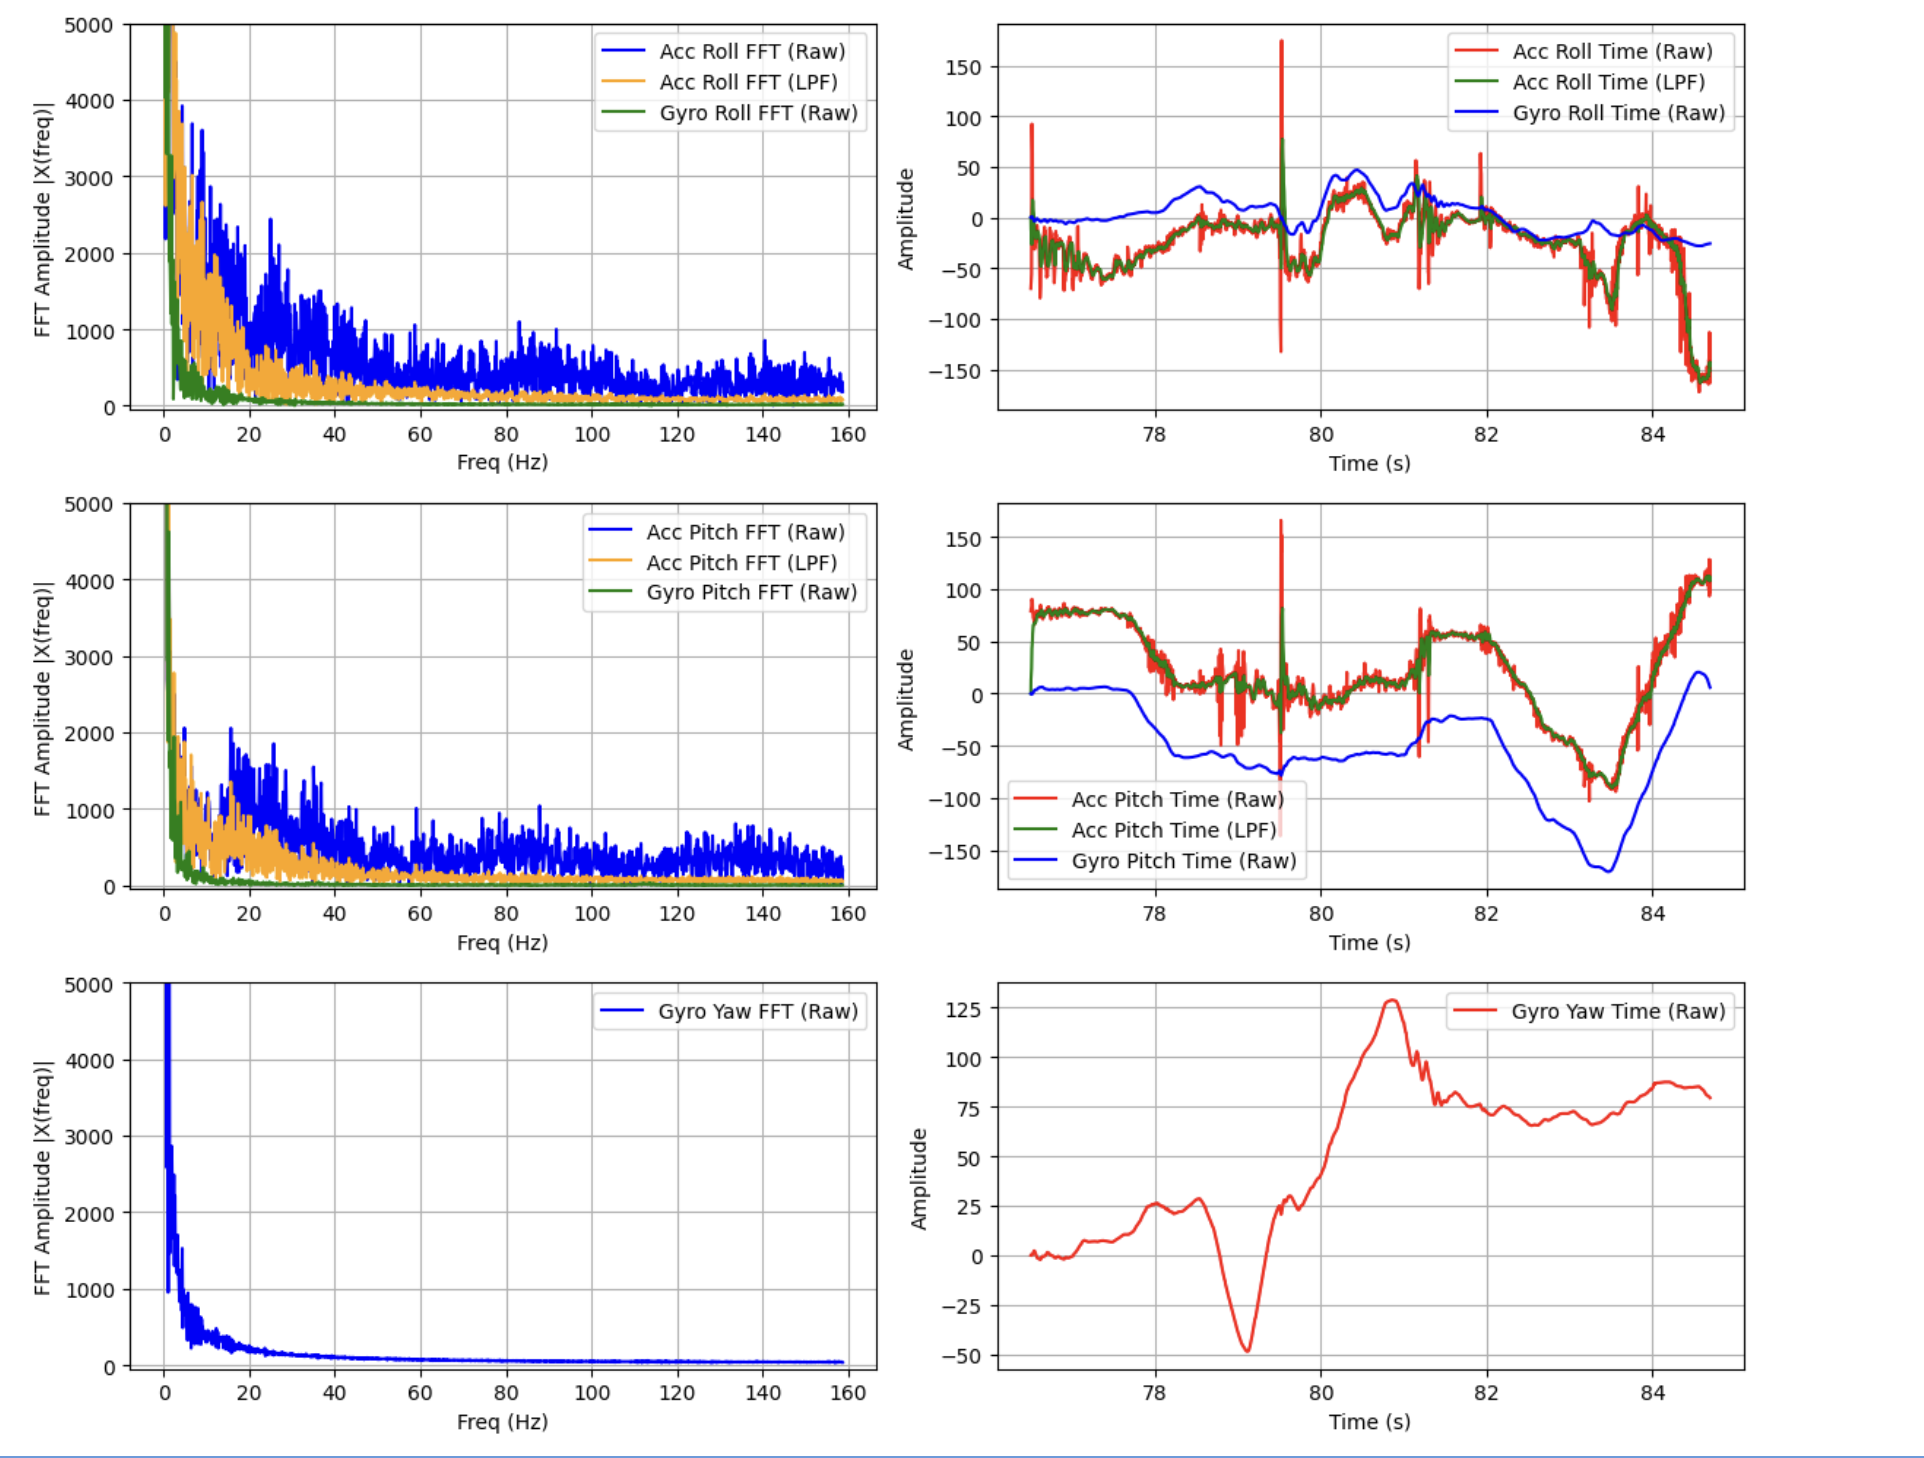 5000
4000
3000
2000
1000
0
FFT Amplitude |X(freq)|
Acc Roll FFT (Raw)
Acc Roll FFT (LPF)
Gyro Roll FFT (Raw)
0 20 40 60 80 100 120 140 160
Freq (Hz)
150
100
50
0
−50
−100
−150
Amplitude
Acc Roll Time (Raw)
Acc Roll Time (LPF)
Gyro Roll Time (Raw)
78 80 82 84
Time (s)
5000
4000
3000
2000
1000
0
FFT Amplitude |X(freq)|
Acc Pitch FFT (Raw)
Acc Pitch FFT (LPF)
Gyro Pitch FFT (Raw)
0 20 40 60 80 100 120 140 160
Freq (Hz)
150
100
50
0
−50
−100
−150
Amplitude
Acc Pitch Time (Raw)
Acc Pitch Time (LPF)
Gyro Pitch Time (Raw)
78 80 82 84
Time (s)
5000
4000
3000
2000
1000
0
FFT Amplitude |X(freq)|
Gyro Yaw FFT (Raw)
0 20 40 60 80 100 120 140 160
Freq (Hz)
125
100
75
50
25
0
−25
−50
Amplitude
Gyro Yaw Time (Raw)
78 80 82 84
Time (s)